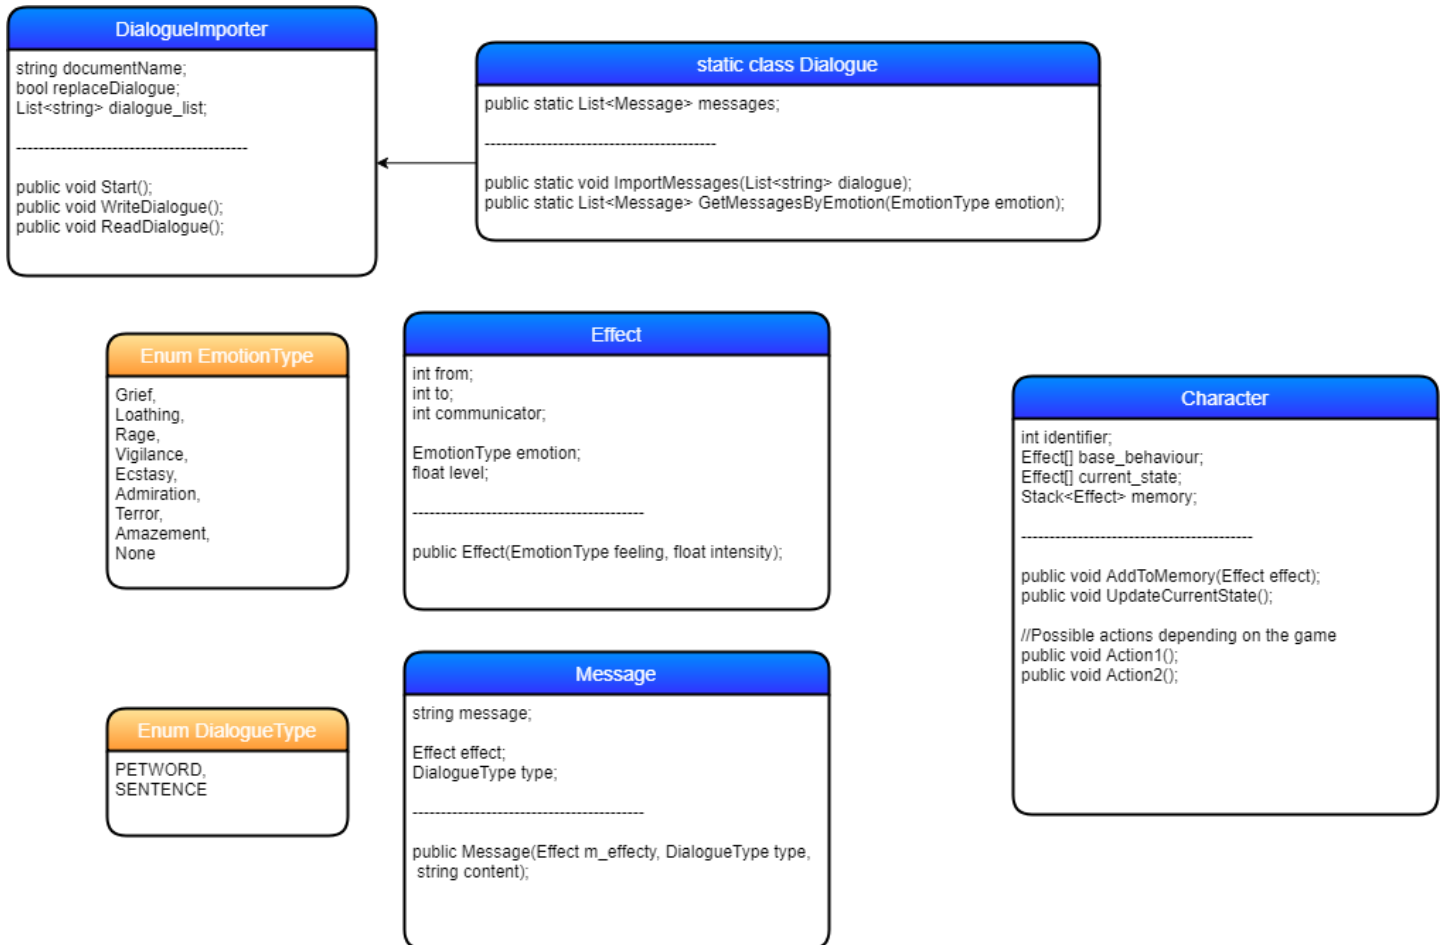 DialogueImporter
string documentName;
bool replaceDialogue;
List<string> dialogue_list;
-----------------------------------------
public void Start();
public void WriteDialogue();
public void ReadDialogue();
static class Dialogue
public static List<Message> messages;
-----------------------------------------
public static void ImportMessages(List<string> dialogue);
public static List<Message> GetMessagesByEmotion(EmotionType emotion);
Enum EmotionType
Grief,
Loathing,
Rage,
Vigilance,
Ecstasy,
Admiration,
Terror,
Amazement,
None
Effect
int from;
int to;
int communicator;
EmotionType emotion;
float level;
-----------------------------------------
public Effect(EmotionType feeling, float intensity);
Character
int identifier;
Effect[] base_behaviour;
Effect[] current_state;
Stack<Effect> memory;
-----------------------------------------
public void AddToMemory(Effect effect);
public void UpdateCurrentState();
//Possible actions depending on the game
public void Action1();
public void Action2();
Enum DialogueType
PETWORD,
SENTENCE
Message
string message;
Effect effect;
DialogueType type;
-----------------------------------------
public Message(Effect m_effecty, DialogueType type,
string content);